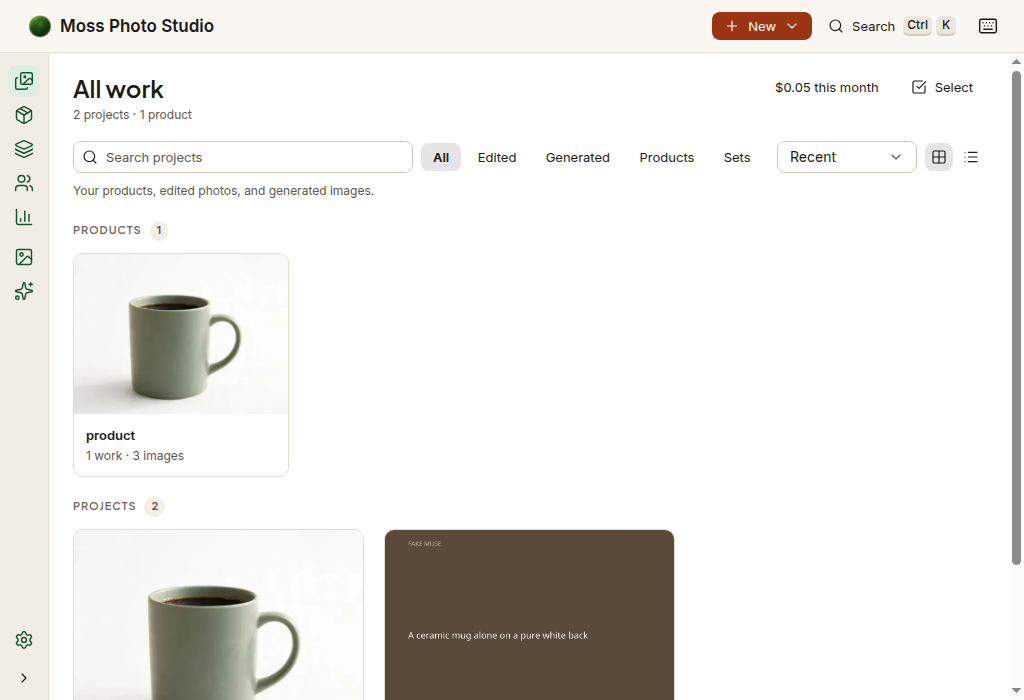 Moss Photo Studio
New
Search Ctrl K
All work
$0.05 this month
Select
2 projects · 1 product
Search projects
All
Edited
Generated
Products
Sets
Recent
Your products, edited photos, and generated images.
PRODUCTS 1
product
1 work · 3 images
PROJECTS 2
FAKE MUSE
A ceramic mug alone on a pure white back